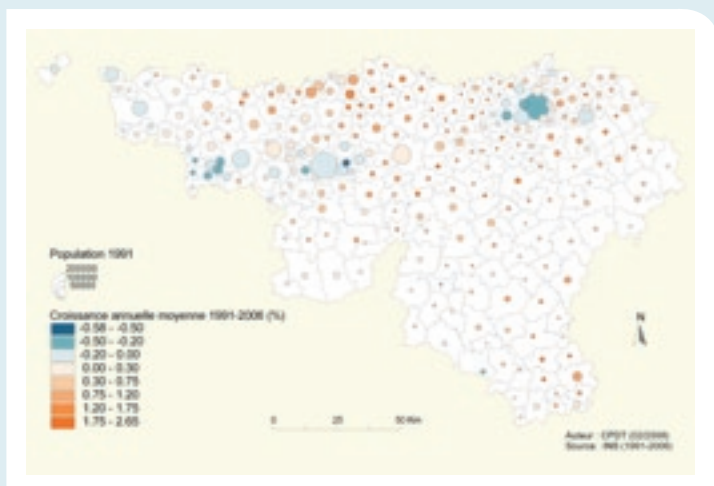 Population 1991
200000
100000
Croissance annuelle moyenne 1991-2006 (%)
-0.58 - -0.50
-0.50 - -0.20
-0.20 - 0.00
0.00 - 0.30
0.30 - 0.75
0.75 - 1.20
1.20 - 1.75
1.75 - 2.65
N
0 25 50 Km
Auteur : CPDT
Source : INS (1991-2006)